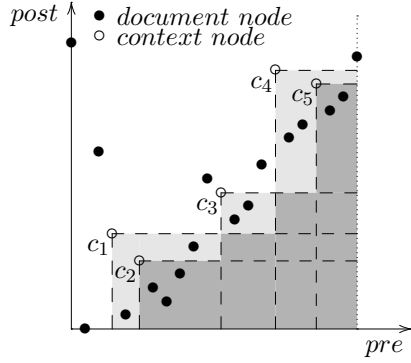 post
document node
context node
c4
c5
c3
c1
c2
pre